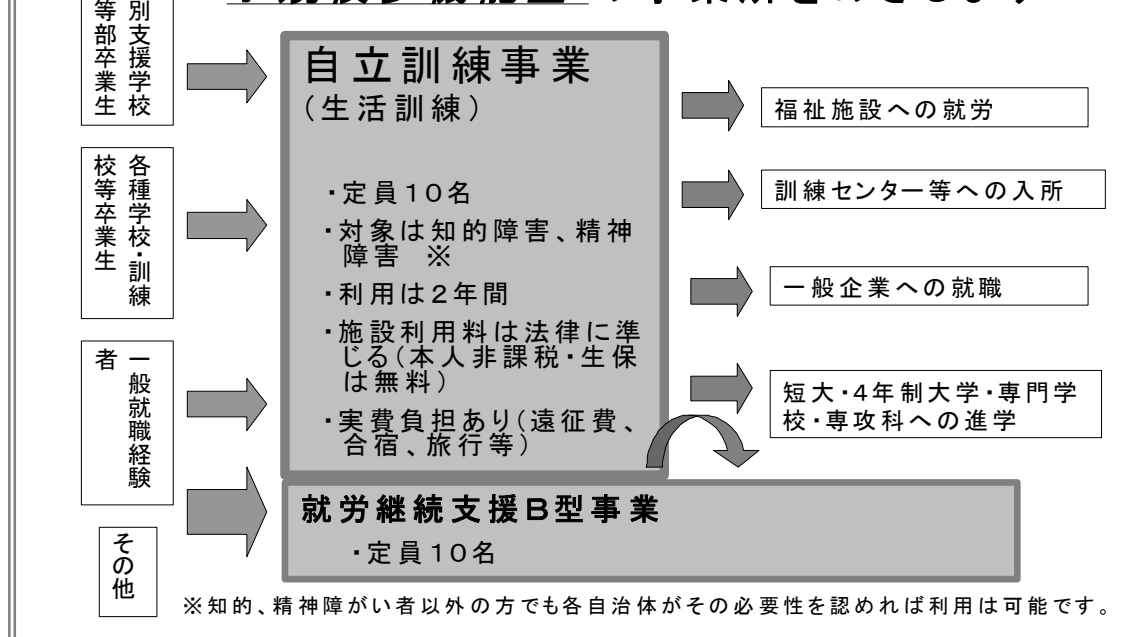 の事業所をめざします
別支援学校
等部卒業生
各種学校・訓練
校等卒業生
一般就職経験
者
その他
自立訓練事業
(生活訓練)
・定員10名
・対象は知的障害、精神
障害 ※
・利用は2年間
・施設利用料は法律に準
じる(本人非課税・生保
は無料)
・実費負担あり(遠征費、
合宿、旅行等)
就労継続支援B型事業
・定員10名
福祉施設への就労
訓練センター等への入所
一般企業への就職
短大・4年制大学・専門学
校・専攻科への進学
※知的、精神障がい者以外の方でも各自治体がその必要性を認めれば利用は可能です。